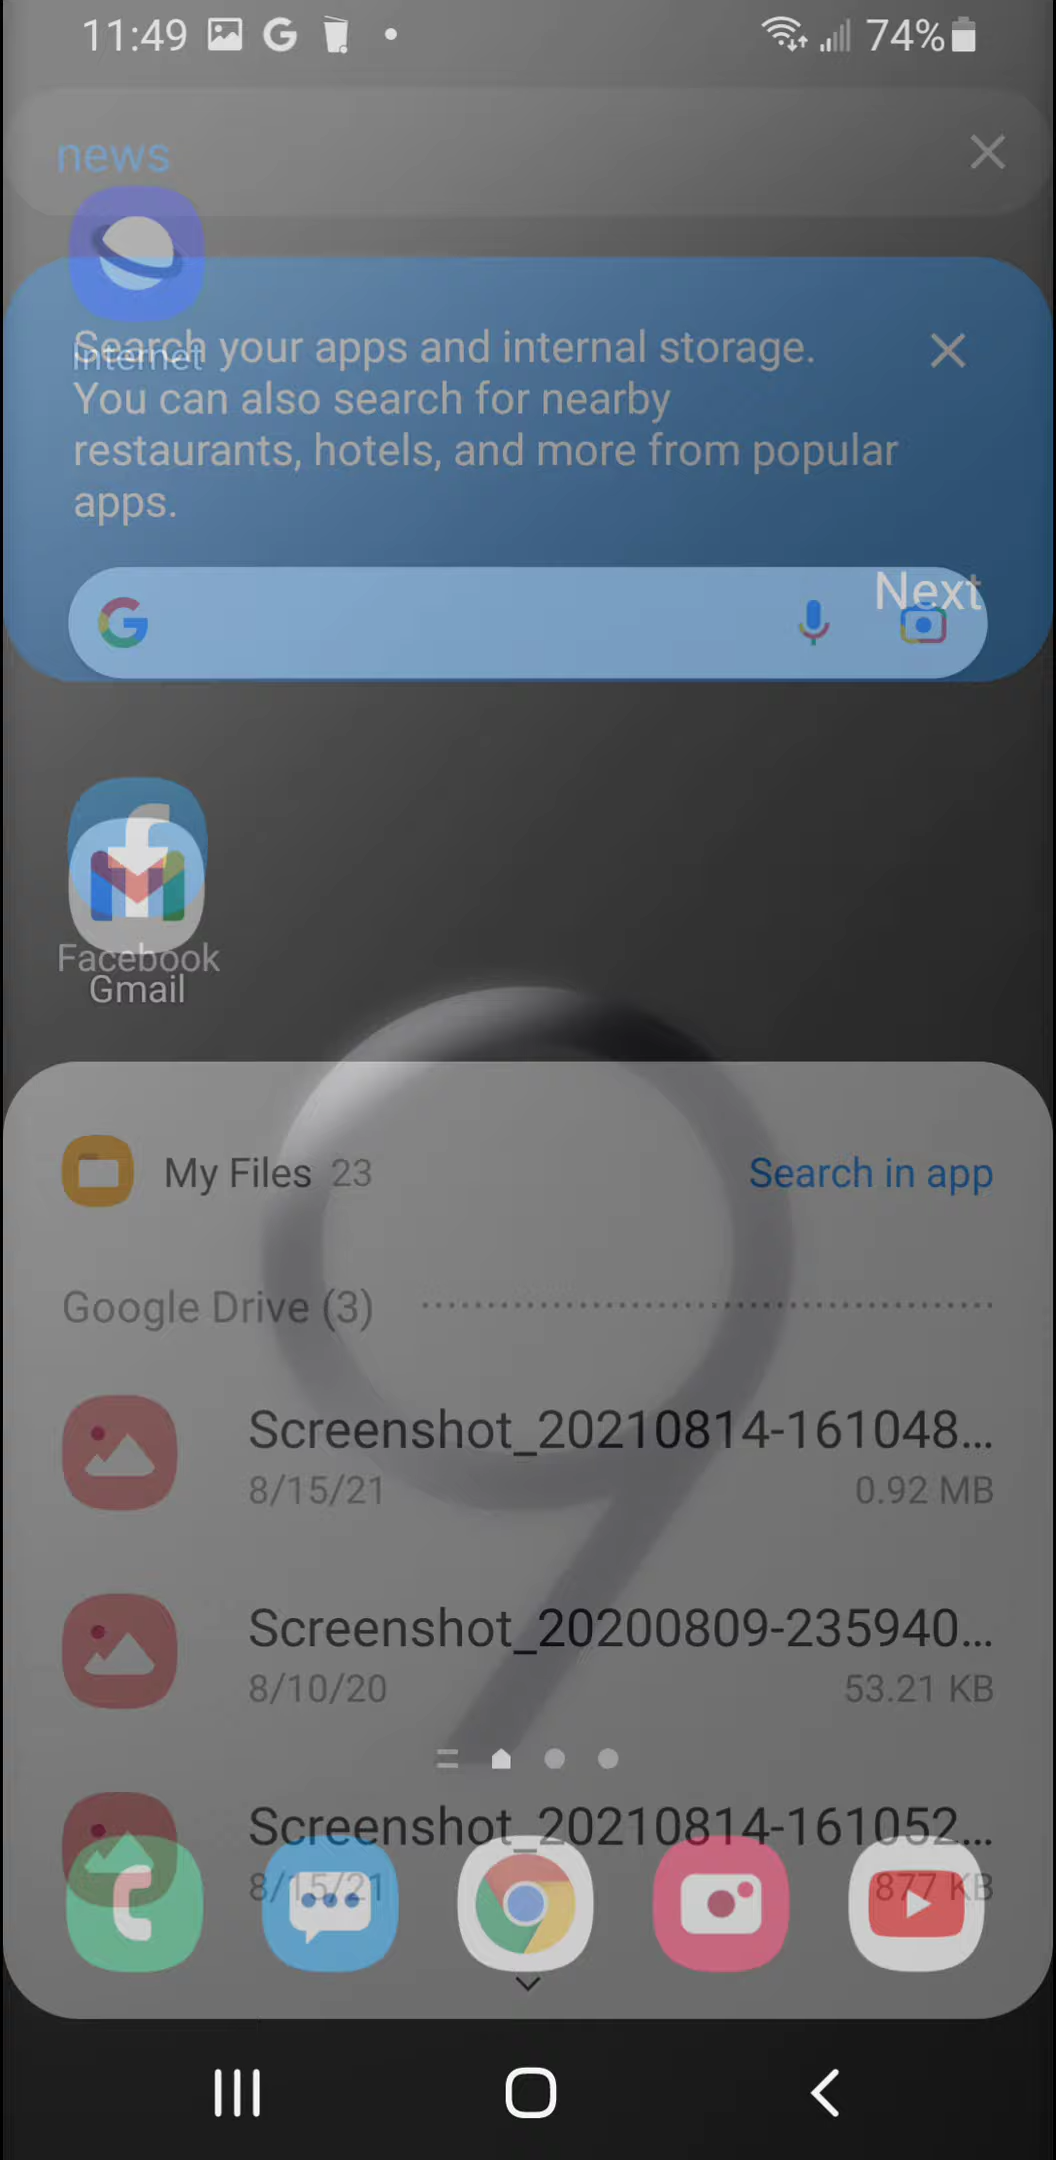 11:49
74%
news
Internet
Search your apps and internal storage.
You can also search for nearby
restaurants, hotels, and more from popular
apps.
Next
Facebook
Gmail
My Files 23
Search in app
Google Drive (3)
Screenshot_20210814-161048...
8/15/21
0.92 MB
Screenshot_20200809-235940...
8/10/20
53.21 KB
Screenshot_20210814-161052...
8/15/21
877 KB